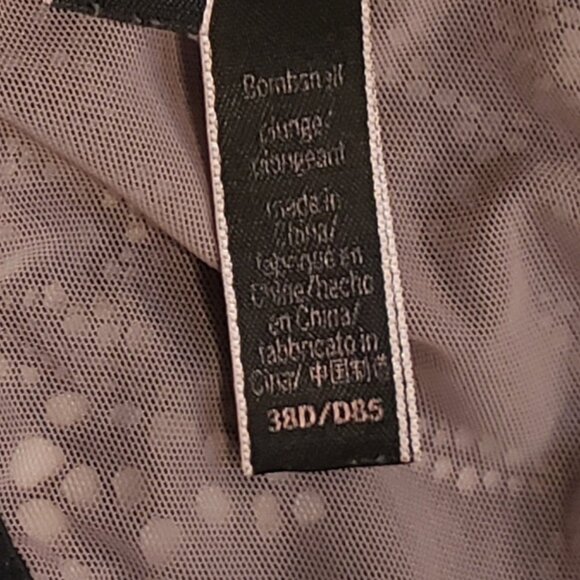 Bombshell
plunge/
plongeant
made in
China/
fabriqué en
Chine/hecho
en China/
fabbricato in
Cina/ 中国制造
38D/D85